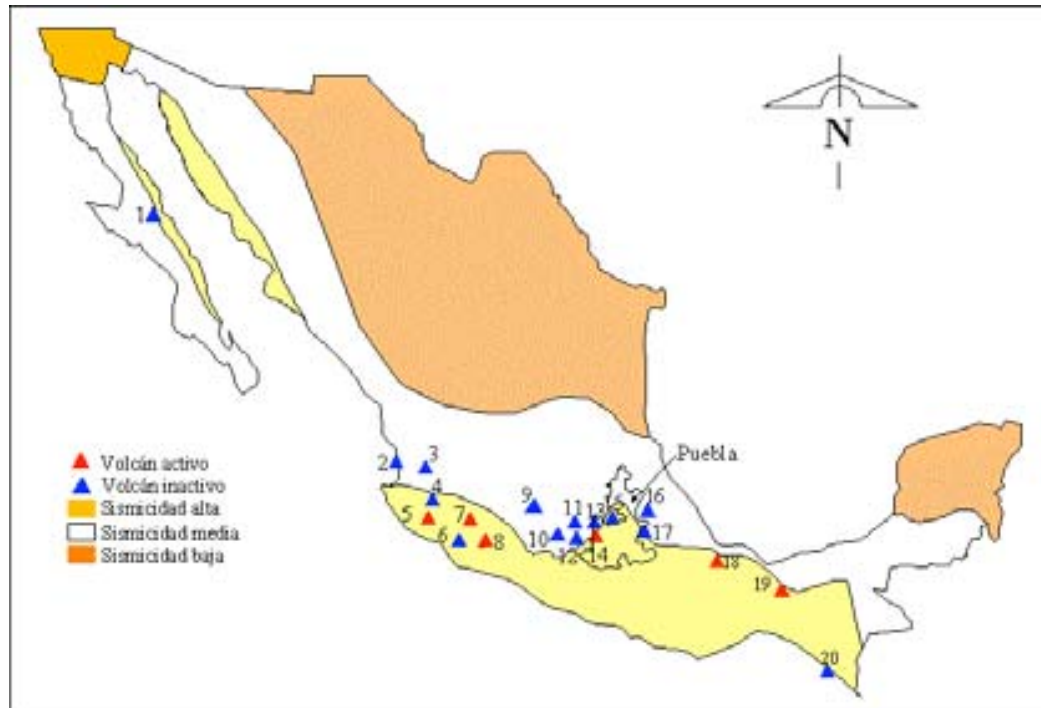 N
1
2
3
4
5
6
7
8
9
10
11
12
13
14
15
16
17
18
19
20
Puebla
Volcán activo
Volcán inactivo
Sismicidad alta
Sismicidad media
Sismicidad baja